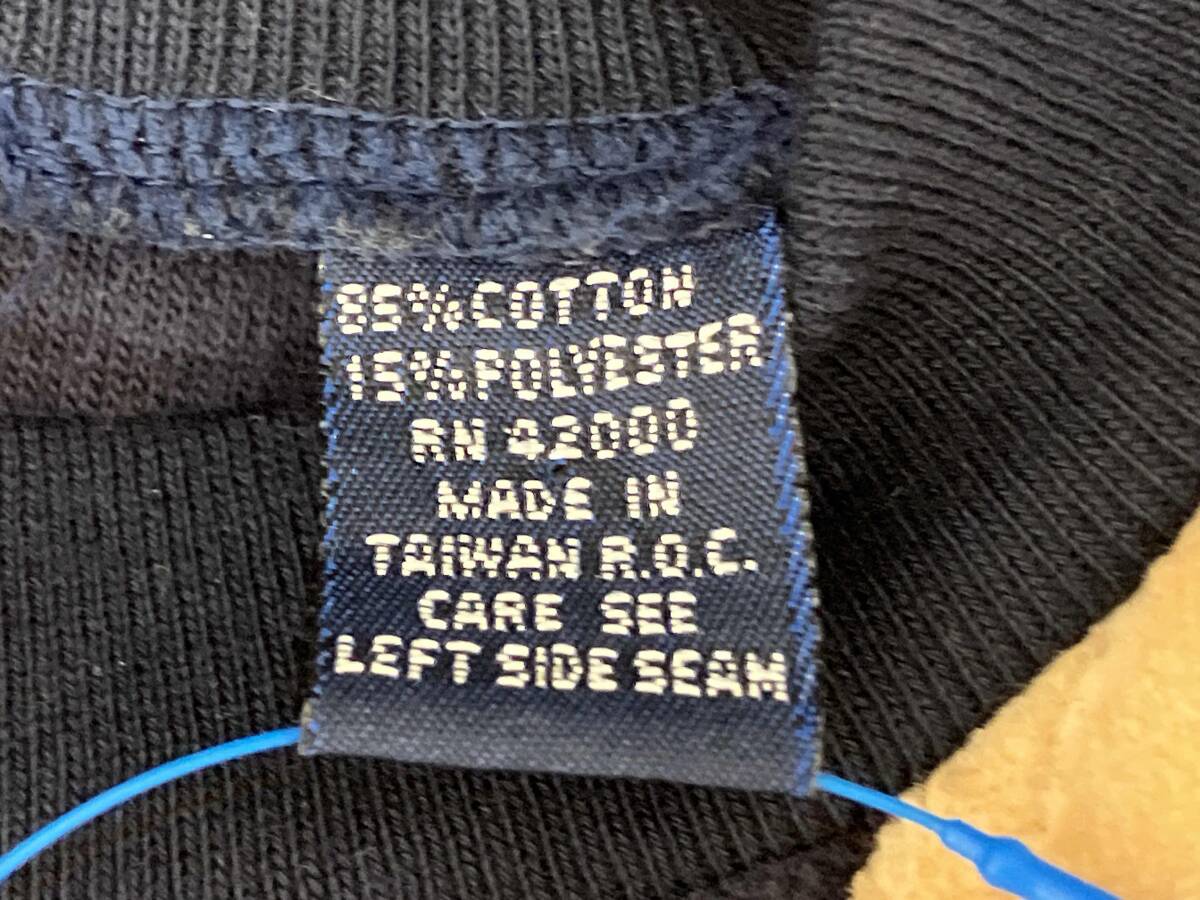 85% COTTON
15% POLYESTER
RN 42000
MADE IN
TAIWAN R.O.C.
CARE SEE
LEFT SIDE SEAM